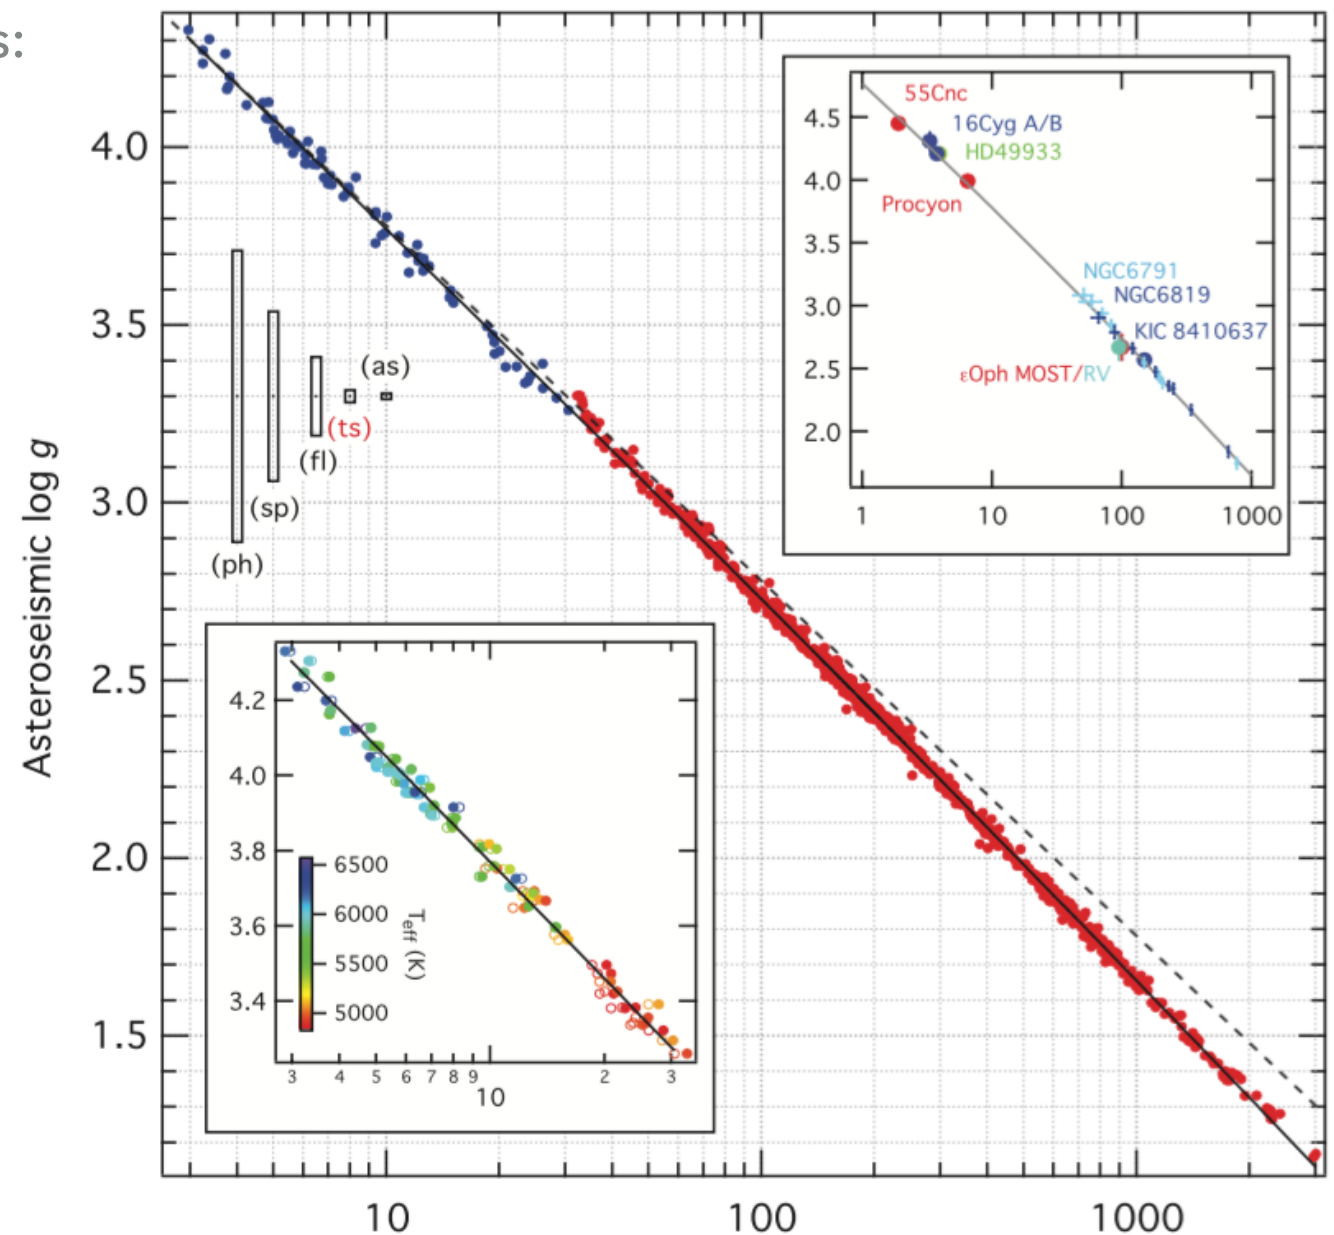 s:
Asteroseismic log g
4.0
3.5
3.0
2.5
2.0
1.5
10
100
1000
(as)
(ts)
(fl)
(sp)
(ph)
55Cnc
16Cyg A/B
HD49933
Procyon
NGC6791
NGC6819
KIC 8410637
εOph MOST/RV
4.5
4.0
3.5
3.0
2.5
2.0
1 10 100 1000
4.2
4.0
3.8
3.6
3.4
6500
6000
5500
5000
Teff (K)
3 4 5 6 7 8 9 2 3
10